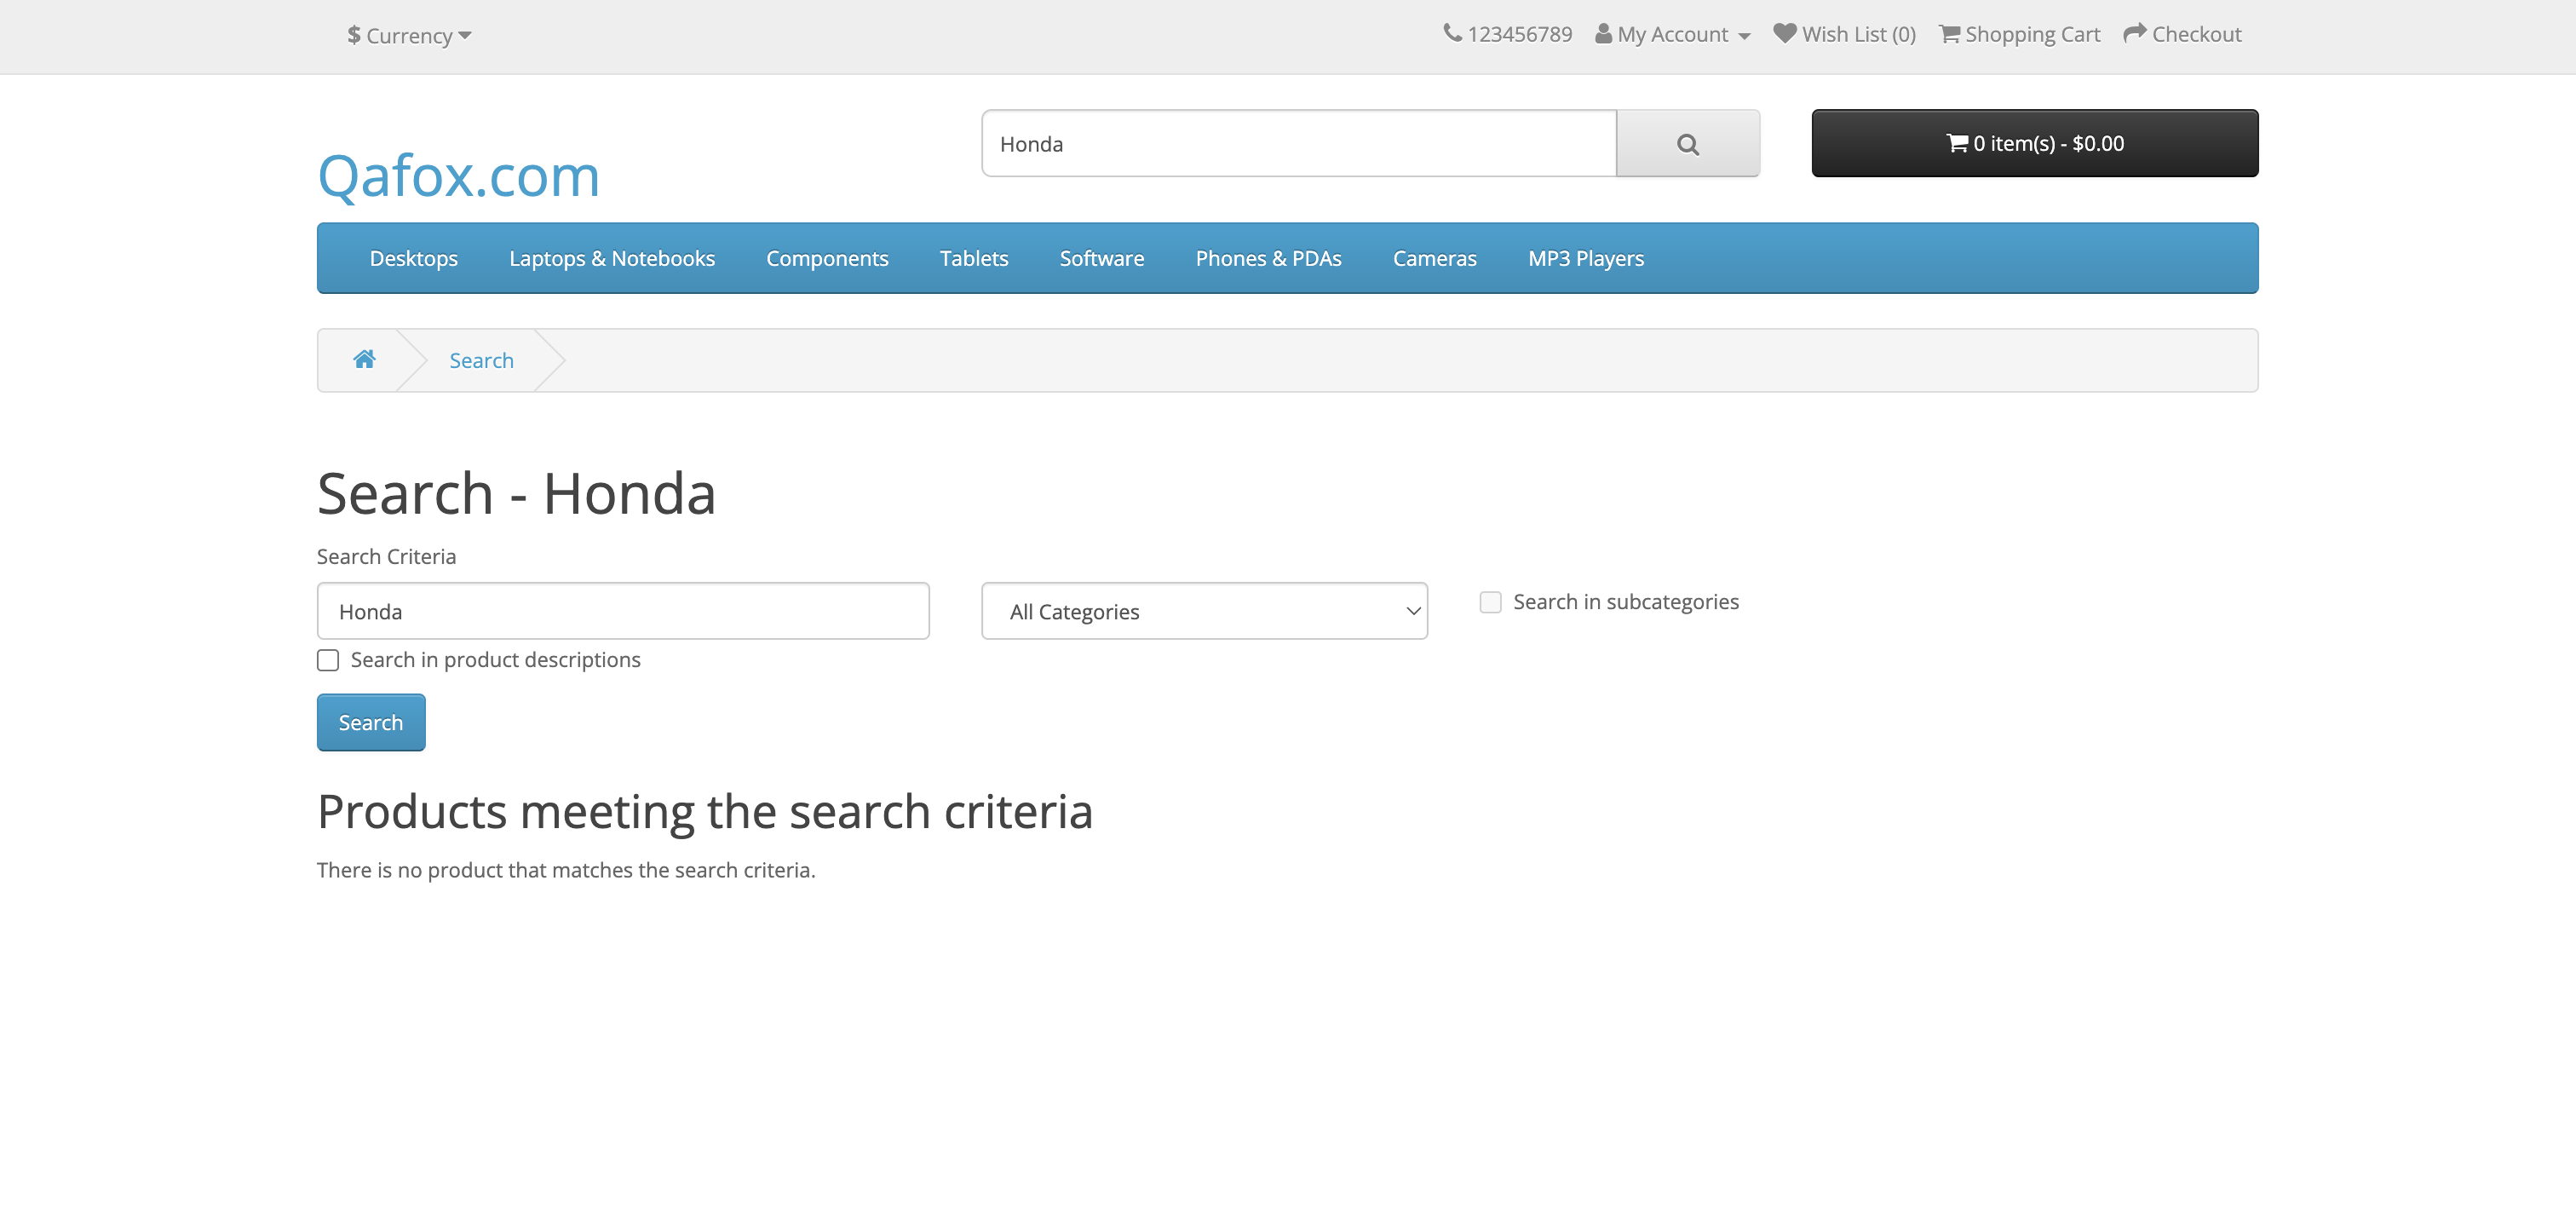 $ Currency
123456789 My Account Wish List (0) Shopping Cart Checkout
Qafox.com
Honda
0 item(s) - $0.00
Desktops Laptops & Notebooks Components Tablets Software Phones & PDAs Cameras MP3 Players
Search
Search - Honda
Search Criteria
Honda
All Categories
Search in subcategories
Search in product descriptions
Search
Products meeting the search criteria
There is no product that matches the search criteria.